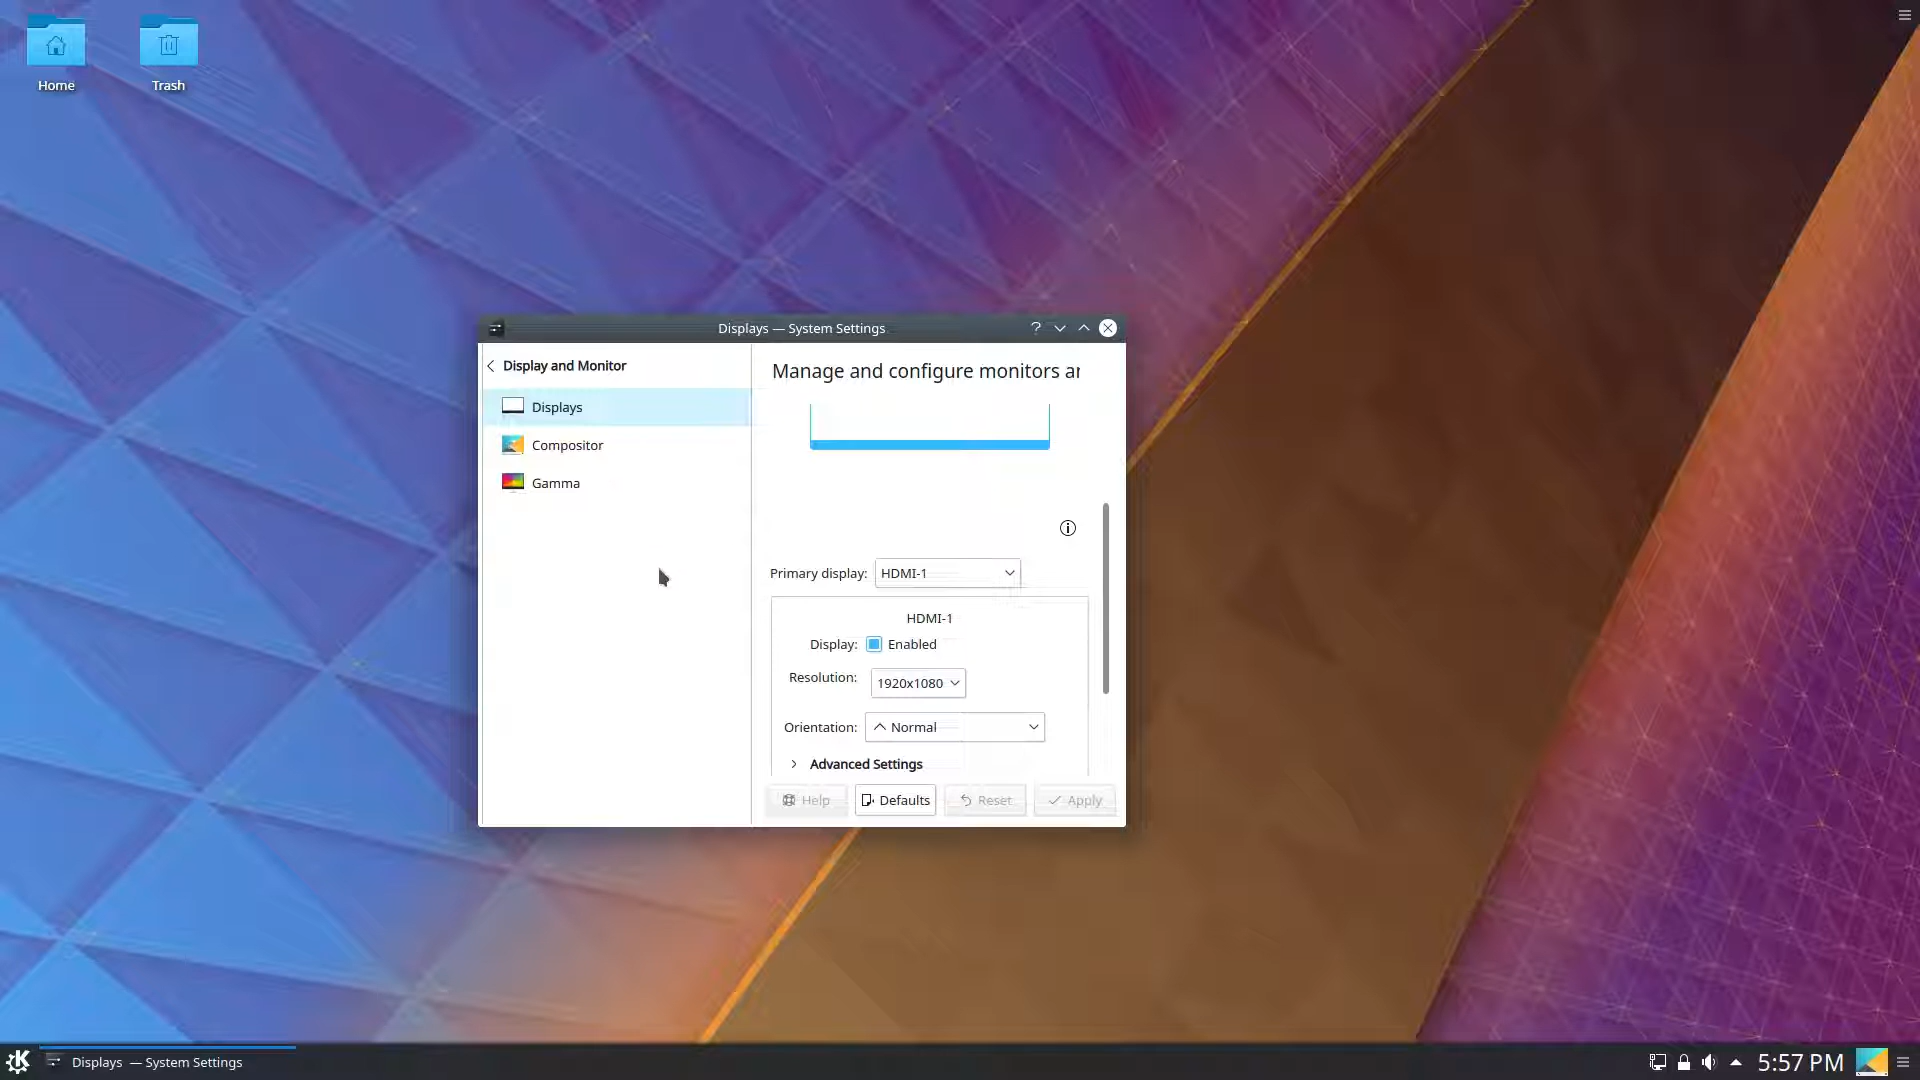 Home
Trash
Displays — System Settings
Display and Monitor
Displays
Compositor
Gamma
Manage and configure monitors ar
Primary display: HDMI-1
HDMI-1
Display: Enabled
Resolution: 1920x1080
Orientation: Normal
Advanced Settings
Help Defaults Reset Apply
Displays — System Settings
5:57 PM